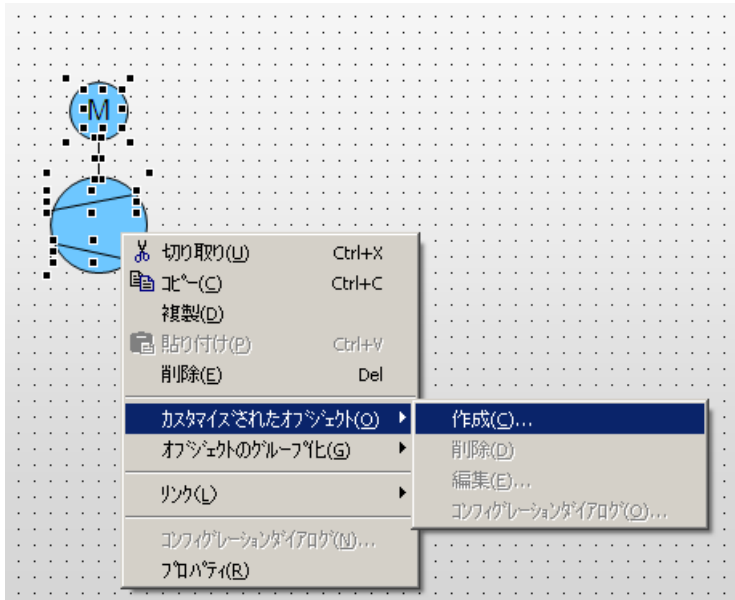 M
切り取り(U) Ctrl+X
ｺﾋﾟｰ(C) Ctrl+C
複製(D)
貼り付け(P) Ctrl+V
削除(E) Del
ｶｽﾀﾏｲｽﾞされたｵﾌﾞｼﾞｪｸﾄ(O) 作成(C)...
ｵﾌﾞｼﾞｪｸﾄのｸﾞﾙｰﾌﾟ化(G) 削除(D)
編集(E)...
ﾘﾝｸ(L) ｺﾝﾌｨｸﾞﾚｰｼｮﾝﾀﾞｲｱﾛｸﾞ(O)...
ｺﾝﾌｨｸﾞﾚｰｼｮﾝﾀﾞｲｱﾛｸﾞ(N)...
ﾌﾟﾛﾊﾟﾃｨ(R)